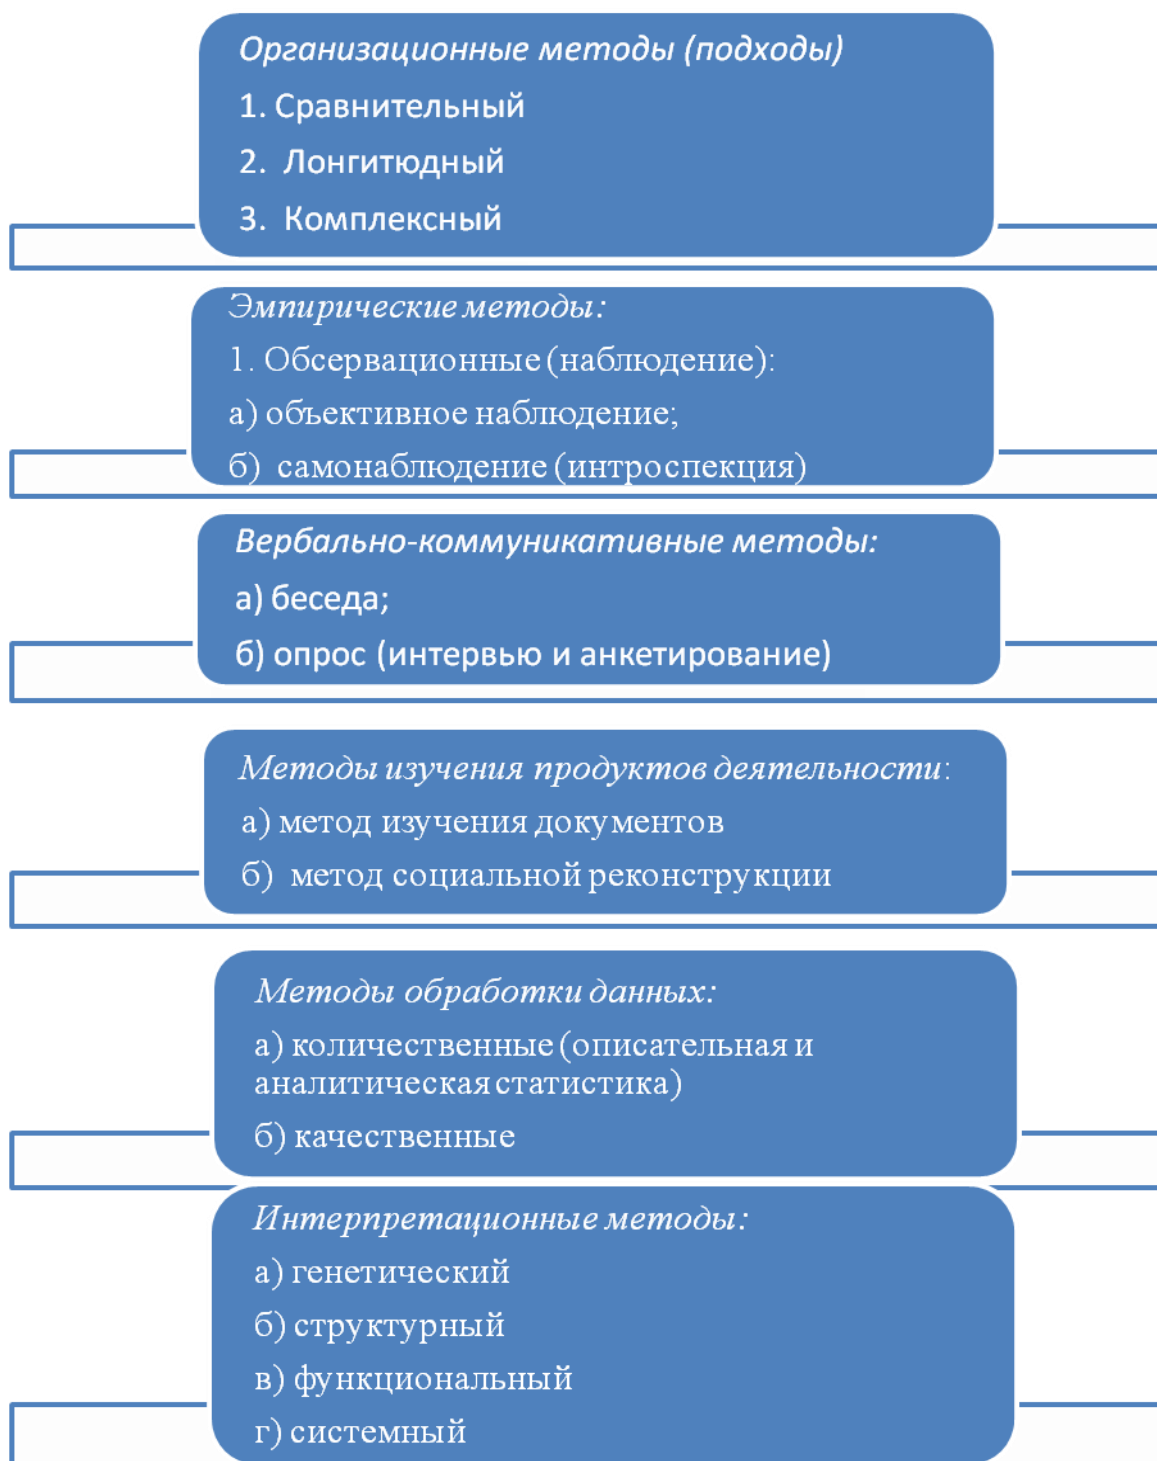 Организационные методы (подходы)
1. Сравнительный
2. Лонгитюдный
3. Комплексный
Эмпирические методы:
1. Обсервационные (наблюдение):
а) объективное наблюдение;
б) самонаблюдение (интроспекция)
Вербально-коммуникативные методы:
а) беседа;
б) опрос (интервью и анкетирование)
Методы изучения продуктов деятельности:
а) метод изучения документов
б) метод социальной реконструкции
Методы обработки данных:
а) количественные (описательная и
аналитическая статистика)
б) качественные
Интерпретационные методы:
а) генетический
б) структурный
в) функциональный
г) системный